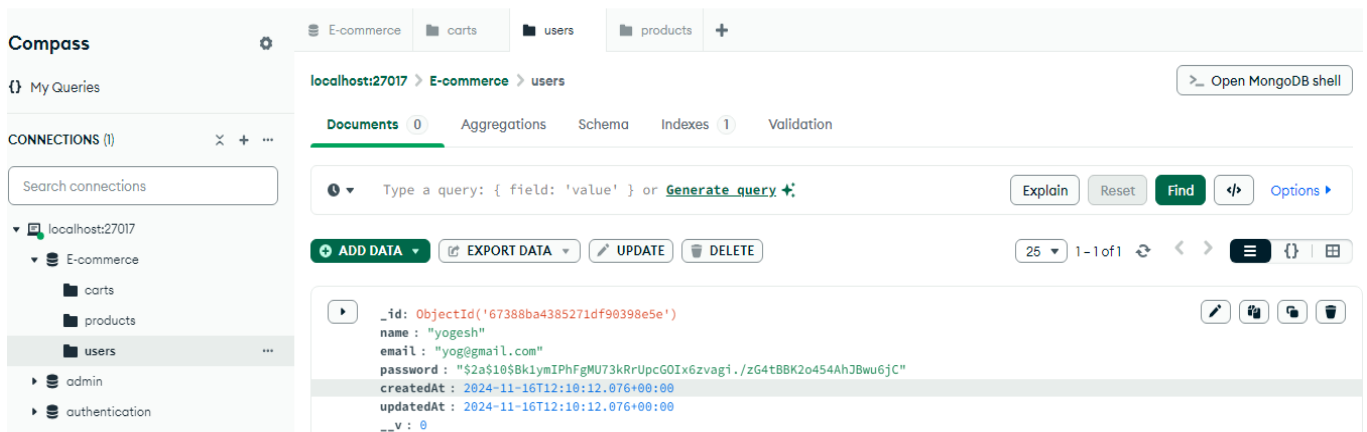 Compass
{} My Queries
CONNECTIONS (1)
Search connections
localhost:27017
E-commerce
carts
products
users
admin
authentication
E-commerce carts users products
localhost:27017 > E-commerce > users
>_ Open MongoDB shell
Documents 0 Aggregations Schema Indexes 1 Validation
Type a query: { field: 'value' } or Generate query
Explain Reset Find </> Options
ADD DATA EXPORT DATA UPDATE DELETE
25 1-1 of 1 {}
_id: ObjectId('67388ba4385271df90398e5e')
name : "yogesh"
email : "yog@gmail.com"
password : "$2a$10$Bk1ymIPhFgMU73kRrUpcGOIx6zvagi./zG4tBBK2o454AhJBwu6jC"
createdAt : 2024-11-16T12:10:12.076+00:00
updatedAt : 2024-11-16T12:10:12.076+00:00
__v : 0